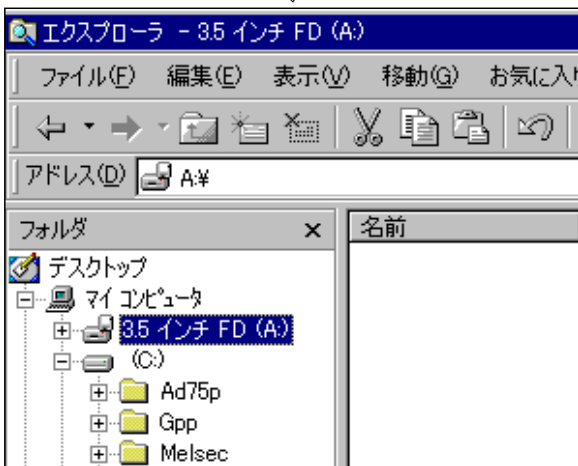 エクスプローラ - 3.5 インチ FD (A:)
ファイル(F) 編集(E) 表示(V) 移動(G) お気に入
アドレス(D) A:¥
フォルダ × 名前
デスクトップ
マイ コンピュータ
3.5 インチ FD (A:)
(C:)
Ad75p
Gpp
Melsec